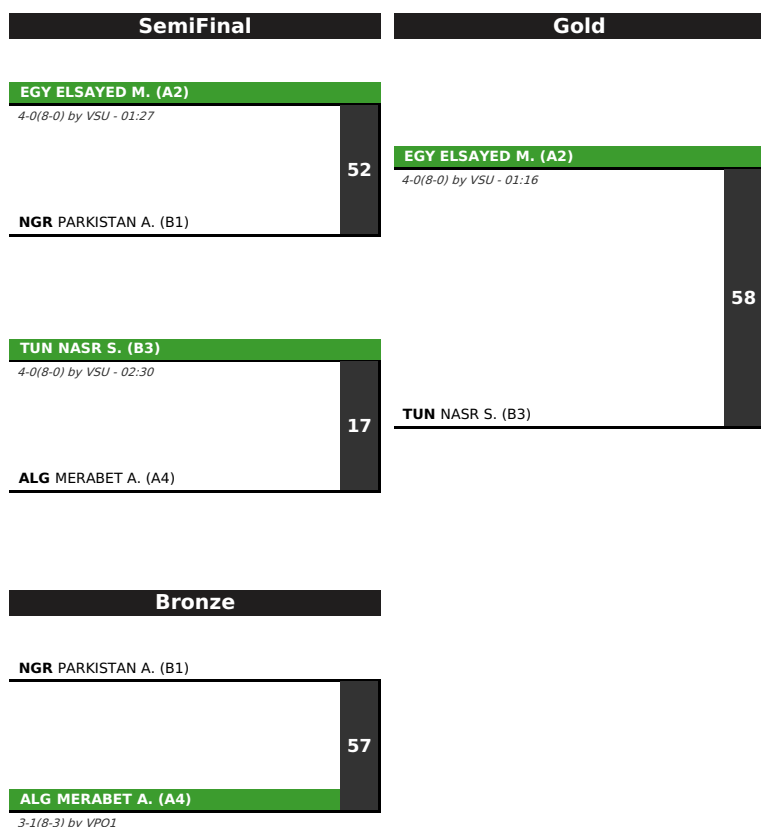 SemiFinal
EGY ELSAYED M. (A2)
4-0(8-0) by VSU - 01:27
52
NGR PARKISTAN A. (B1)
TUN NASR S. (B3)
4-0(8-0) by VSU - 02:30
17
ALG MERABET A. (A4)
Gold
EGY ELSAYED M. (A2)
4-0(8-0) by VSU - 01:16
58
TUN NASR S. (B3)
Bronze
NGR PARKISTAN A. (B1)
57
ALG MERABET A. (A4)
3-1(8-3) by VPO1